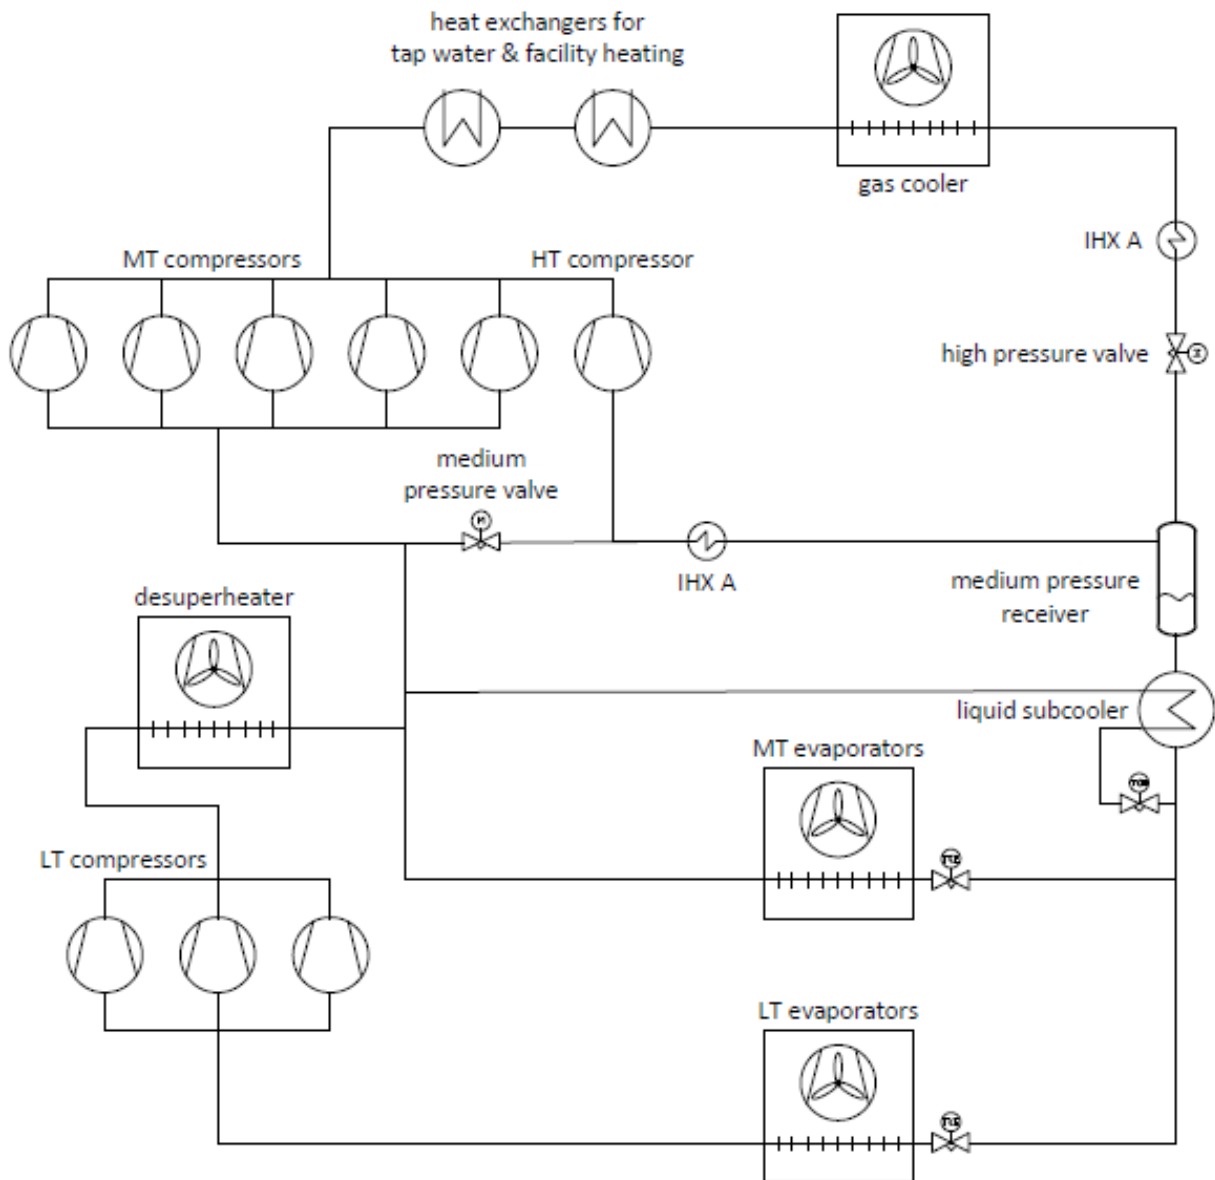 heat exchangers for
tap water & facility heating
gas cooler
IHX A
MT compressors
HT compressor
high pressure valve
medium
pressure valve
IHX A
medium pressure
receiver
desuperheater
liquid subcooler
MT evaporators
LT compressors
LT evaporators